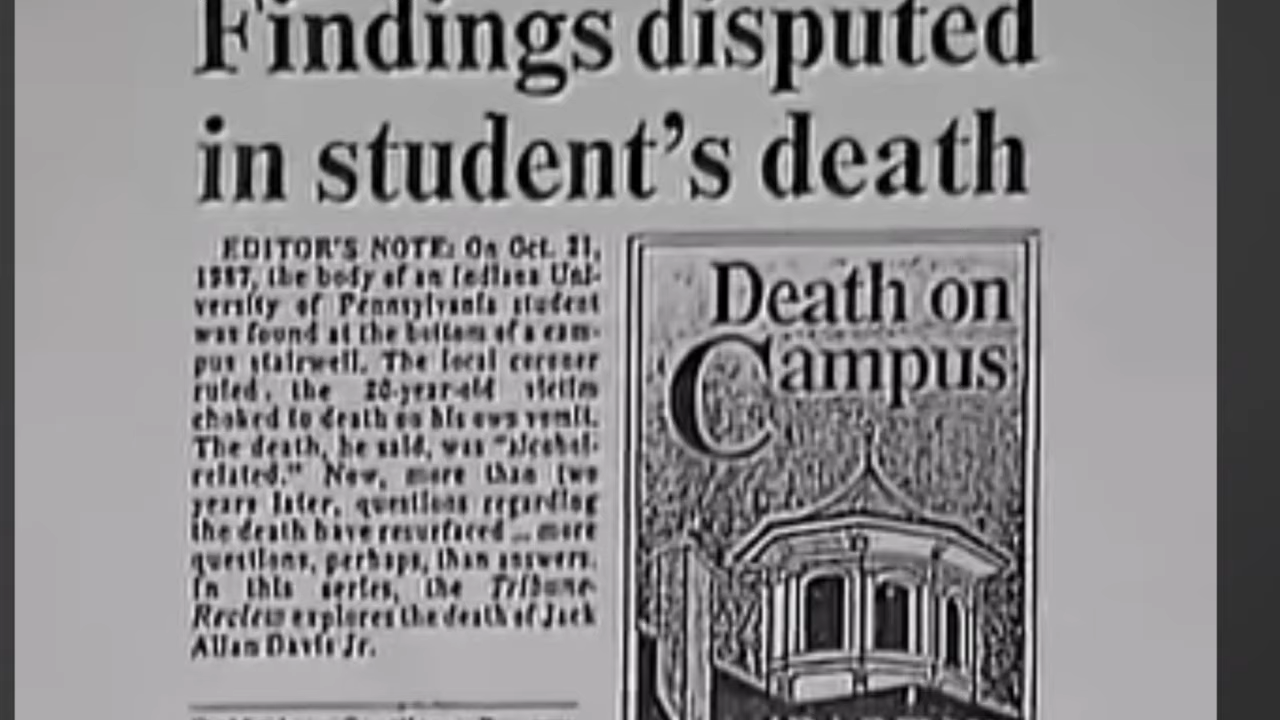 Findings disputed
in student's death
EDITOR'S NOTE: On Oct. 21,
1987, the body of an Indiana Uni-
versity of Pennsylvania student
was found at the bottom of a cam-
pus stairwell. The local coroner
ruled, the 20-year-old victim
choked to death on his own vomit.
The death, he said, was "alcohol-
related." Now, more than two
years later, questions regarding
the death have resurfaced ... more
questions, perhaps, than answers.
In this series, the Tribune-
Review explores the death of Jack
Allan Davis Jr.
Death on
Campus